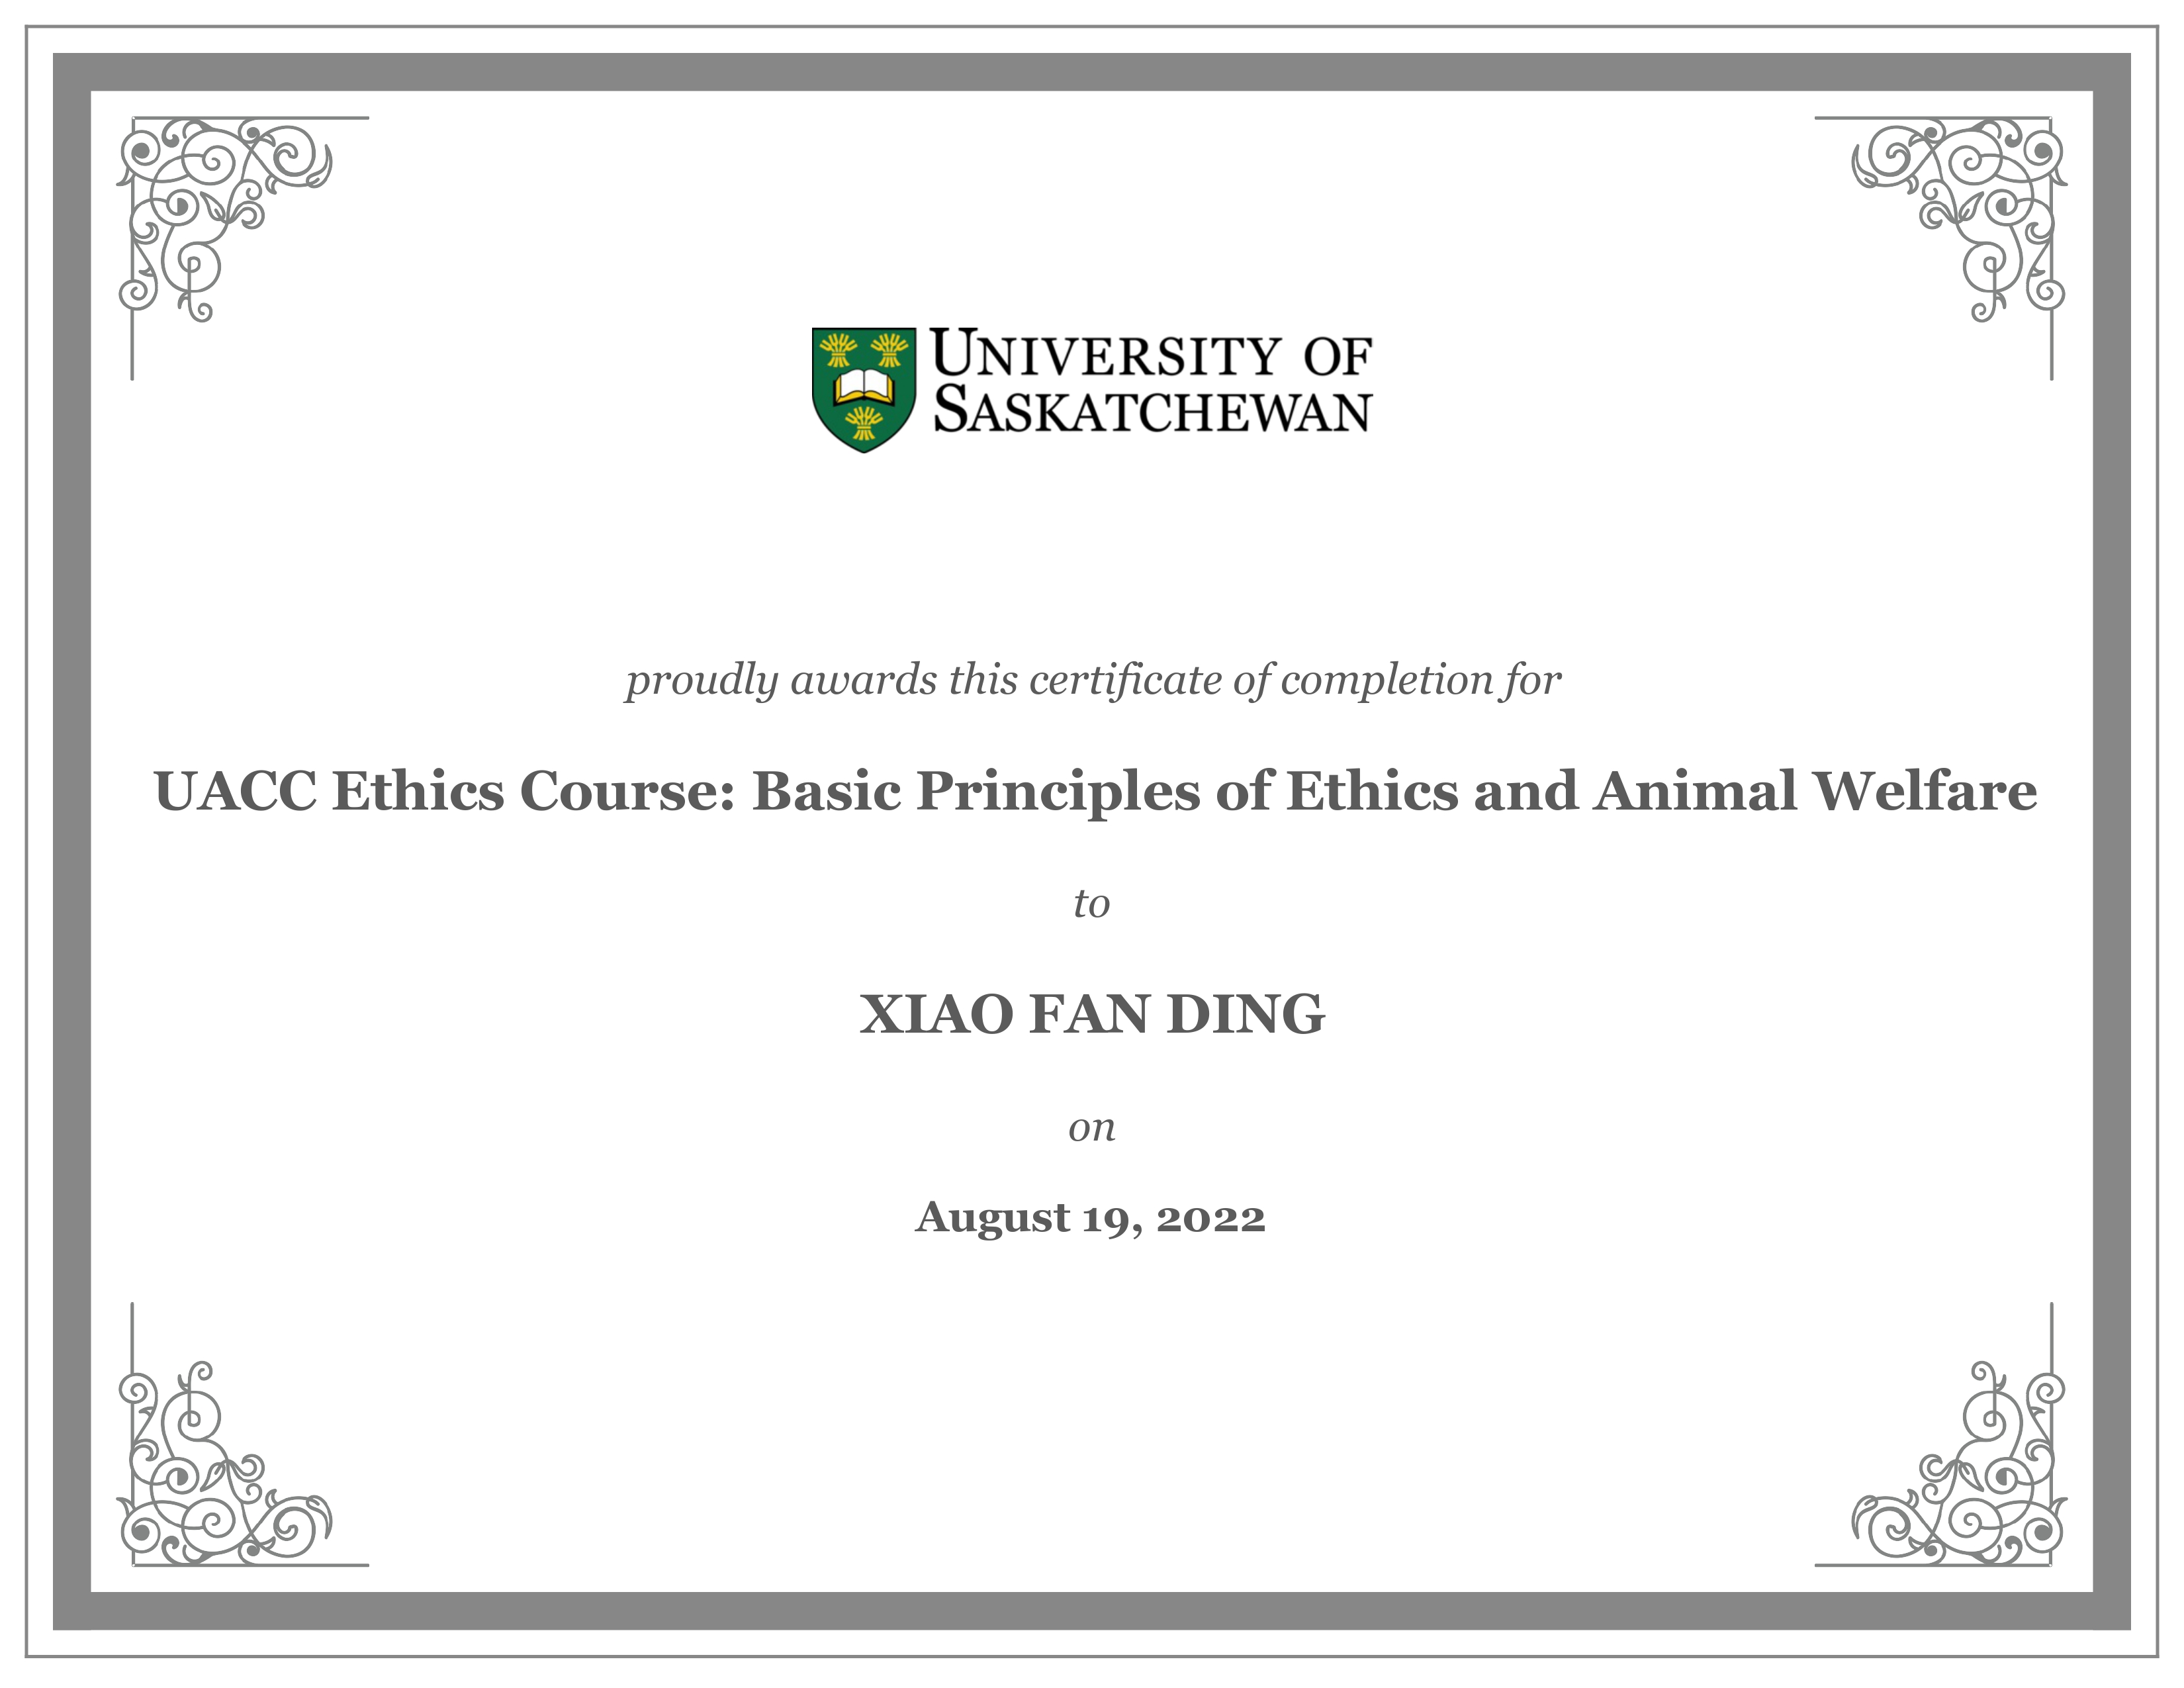 UNIVERSITY OF
SASKATCHEWAN
proudly awards this certificate of completion for
UACC Ethics Course: Basic Principles of Ethics and Animal Welfare
to
XIAO FAN DING
on
August 19, 2022